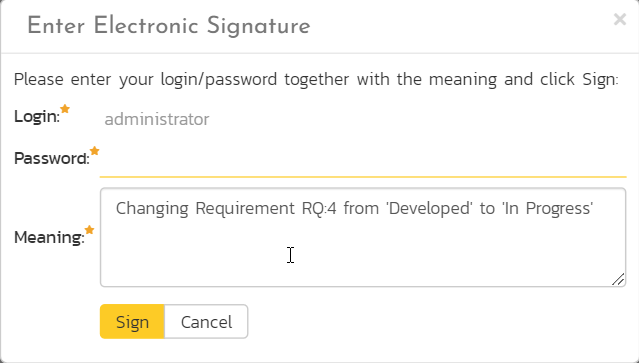 Enter Electronic Signature
×
Please enter your login/password together with the meaning and click Sign:
Login:★ administrator
Password:★
Meaning:★ Changing Requirement RQ:4 from 'Developed' to 'In Progress'
Sign Cancel